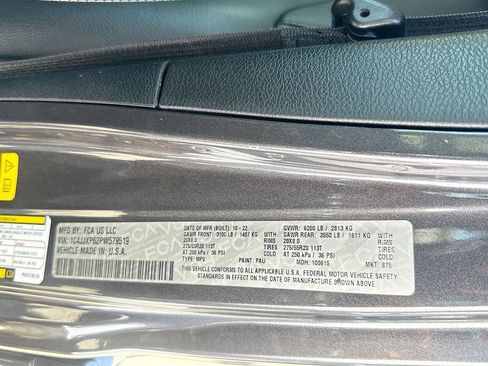 MFD BY: FCA US LLC
VIN: 1C4JJXP62PW579519
VEHICLE MADE IN: U.S.A.
DATE OF MFR (BUILT): 10-22
GAWR FRONT: 3100 LB / 1407 KG WITH
20X8.0 RIMS
275/55R20 113T TIRES
AT 250 kPa / 36 PSI COLD
TYPE: MPV PAINT: PAU MDH: 100615
GVWR: 6200 LB / 2813 KG
GAWR REAR: 3550 LB / 1611 KG WITH
20X8.0 RIMS
275/55R20 113T TIRES
AT 250 kPa / 36 PSI COLD
MKT: 875
THIS VEHICLE CONFORMS TO ALL APPLICABLE U.S.A. FEDERAL MOTOR VEHICLE SAFETY
STANDARDS IN EFFECT ON THE DATE OF MANUFACTURE SHOWN ABOVE.